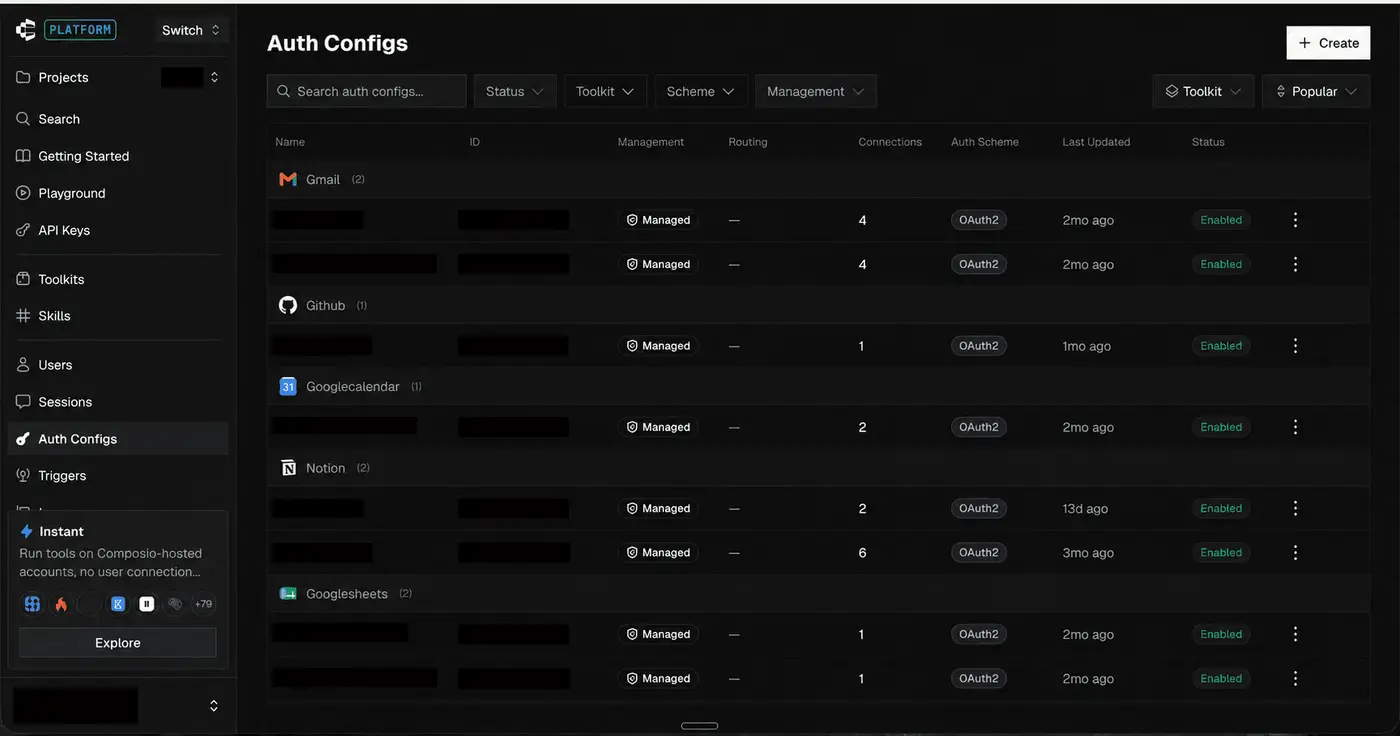 PLATFORM Switch
Projects
Search
Getting Started
Playground
API Keys
Toolkits
Skills
Users
Sessions
Auth Configs
Triggers
Instant
Run tools on Composio-hosted
accounts, no user connection...
+79
Explore
Auth Configs
+ Create
Search auth configs... Status Toolkit Scheme Management Toolkit Popular
Name ID Management Routing Connections Auth Scheme Last Updated Status
Gmail (2)
Managed — 4 OAuth2 2mo ago Enabled
Managed — 4 OAuth2 2mo ago Enabled
Github (1)
Managed — 1 OAuth2 1mo ago Enabled
31 Googlecalendar (1)
Managed — 2 OAuth2 2mo ago Enabled
Notion (2)
Managed — 2 OAuth2 13d ago Enabled
Managed — 6 OAuth2 3mo ago Enabled
Googlesheets (2)
Managed — 1 OAuth2 2mo ago Enabled
Managed — 1 OAuth2 2mo ago Enabled